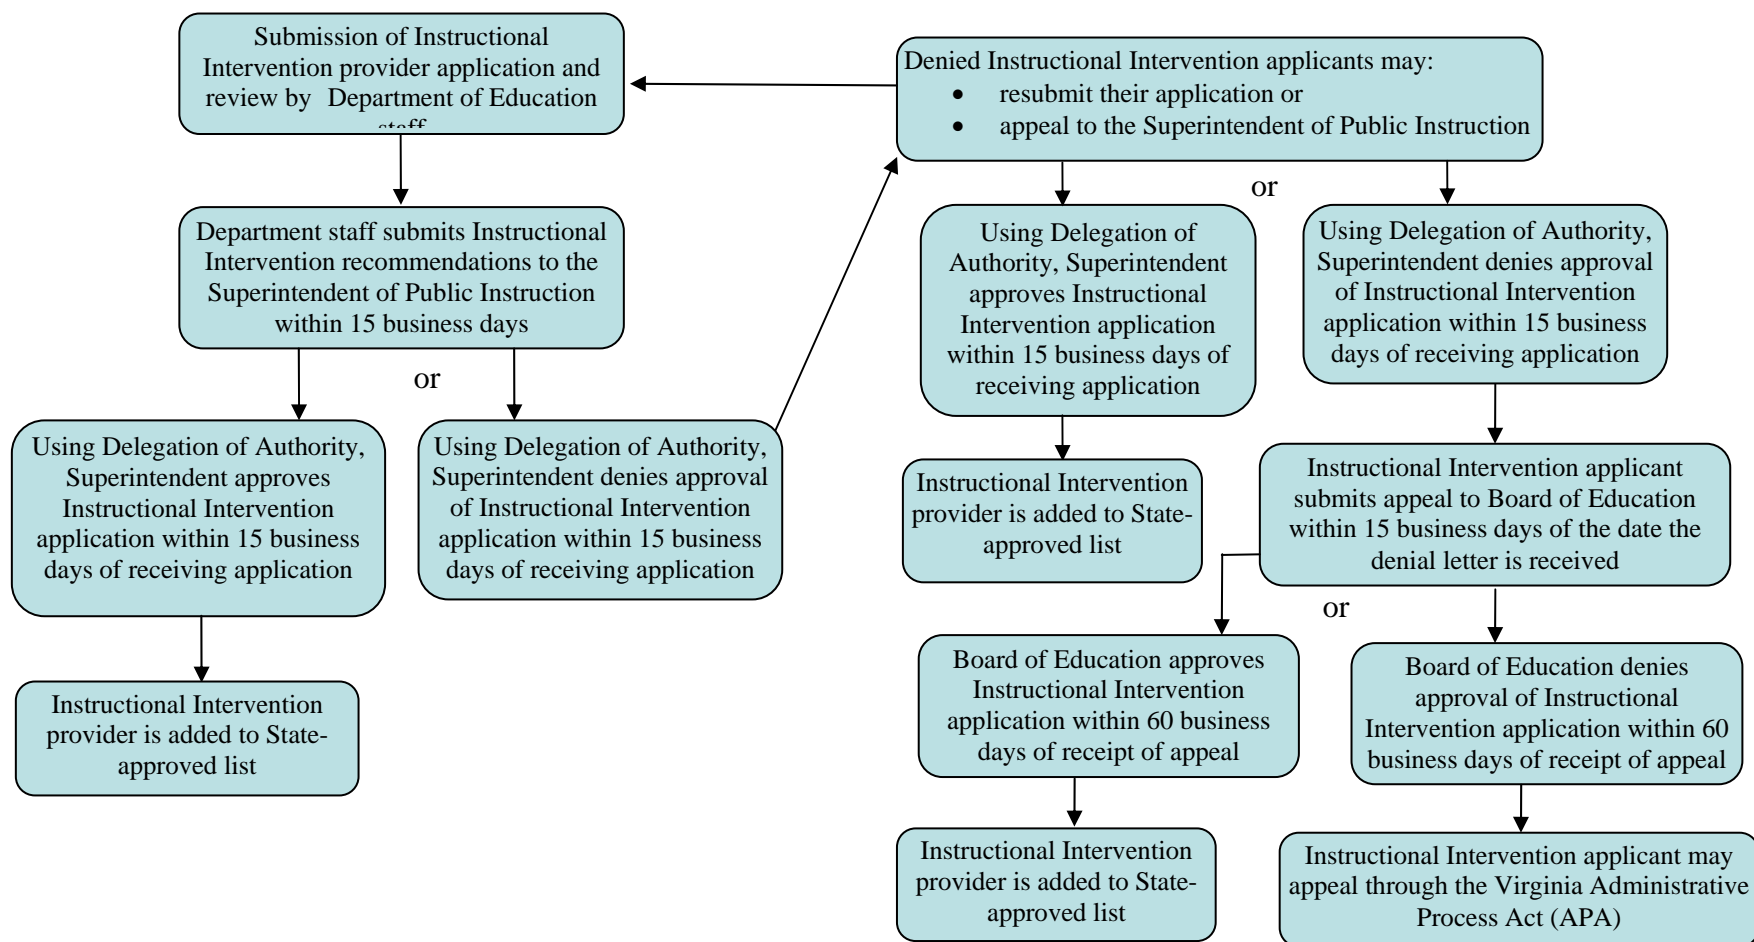 Submission of Instructional
Intervention provider application and
review by Department of Education
staff
Department staff submits Instructional
Intervention recommendations to the
Superintendent of Public Instruction
within 15 business days
or
Using Delegation of Authority,
Superintendent approves
Instructional Intervention
application within 15 business
days of receiving application
Using Delegation of Authority,
Superintendent denies approval
of Instructional Intervention
application within 15 business
days of receiving application
Instructional Intervention
provider is added to State-
approved list
Denied Instructional Intervention applicants may:
• resubmit their application or
• appeal to the Superintendent of Public Instruction
or
Using Delegation of
Authority, Superintendent
approves Instructional
Intervention application
within 15 business days of
receiving application
Using Delegation of Authority,
Superintendent denies approval
of Instructional Intervention
application within 15 business
days of receiving application
Instructional Intervention
provider is added to State-
approved list
Instructional Intervention applicant
submits appeal to Board of Education
within 15 business days of the date the
denial letter is received
or
Board of Education approves
Instructional Intervention
application within 60 business
days of receipt of appeal
Board of Education denies
approval of Instructional
Intervention application within 60
business days of receipt of appeal
Instructional Intervention
provider is added to State-
approved list
Instructional Intervention applicant may
appeal through the Virginia Administrative
Process Act (APA)